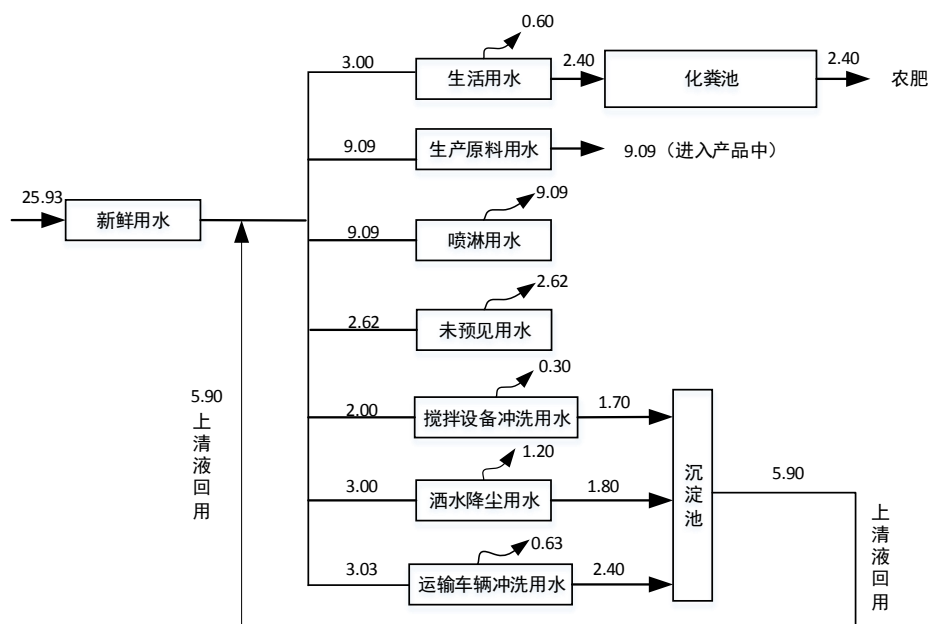 0.60
3.00
生活用水
2.40
化粪池
2.40
农肥
9.09
生产原料用水
9.09（进入产品中）
25.93
新鲜用水
9.09
9.09
喷淋用水
2.62
2.62
未预见用水
0.30
5.90
上清液回用
2.00
搅拌设备冲洗用水
1.70
1.20
3.00
洒水降尘用水
1.80
沉淀池
5.90
上清液回用
0.63
3.03
运输车辆冲洗用水
2.40